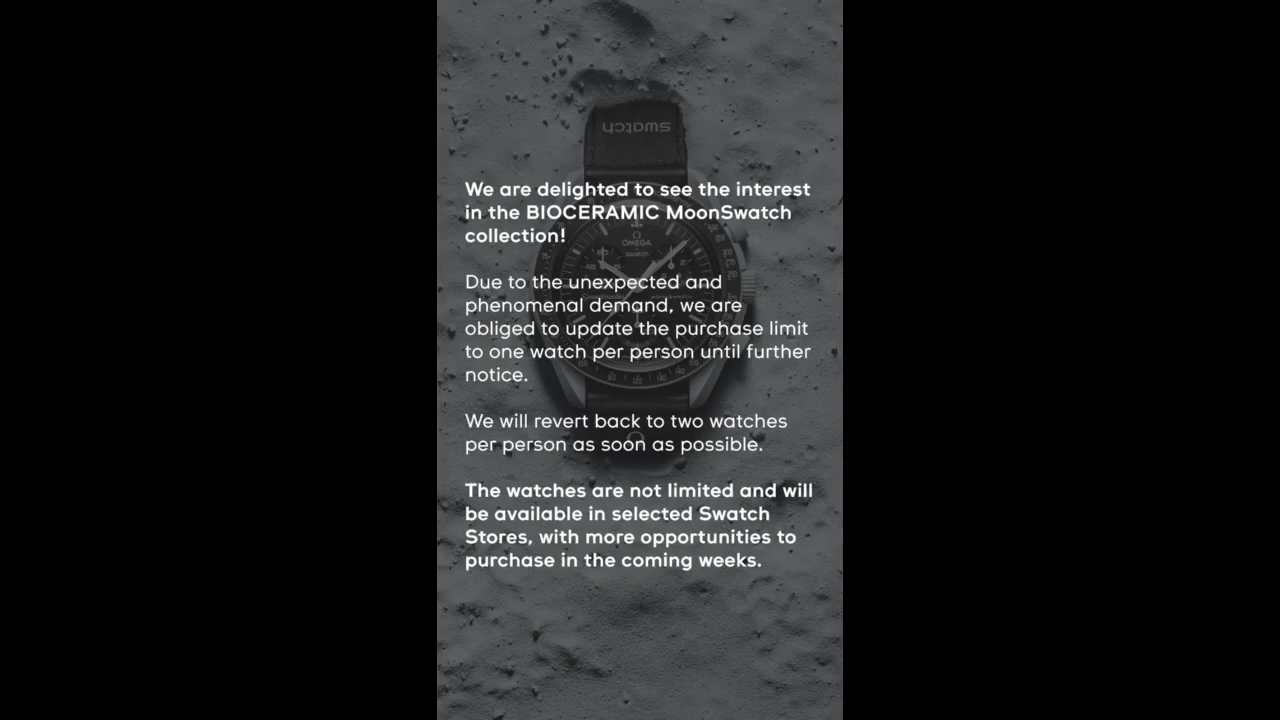 swatch
We are delighted to see the interest
in the BIOCERAMIC MoonSwatch
collection!
OMEGA
swatch
Due to the unexpected and
phenomenal demand, we are
obliged to update the purchase limit
to one watch per person until further
notice.
We will revert back to two watches
per person as soon as possible.
The watches are not limited and will
be available in selected Swatch
Stores, with more opportunities to
purchase in the coming weeks.